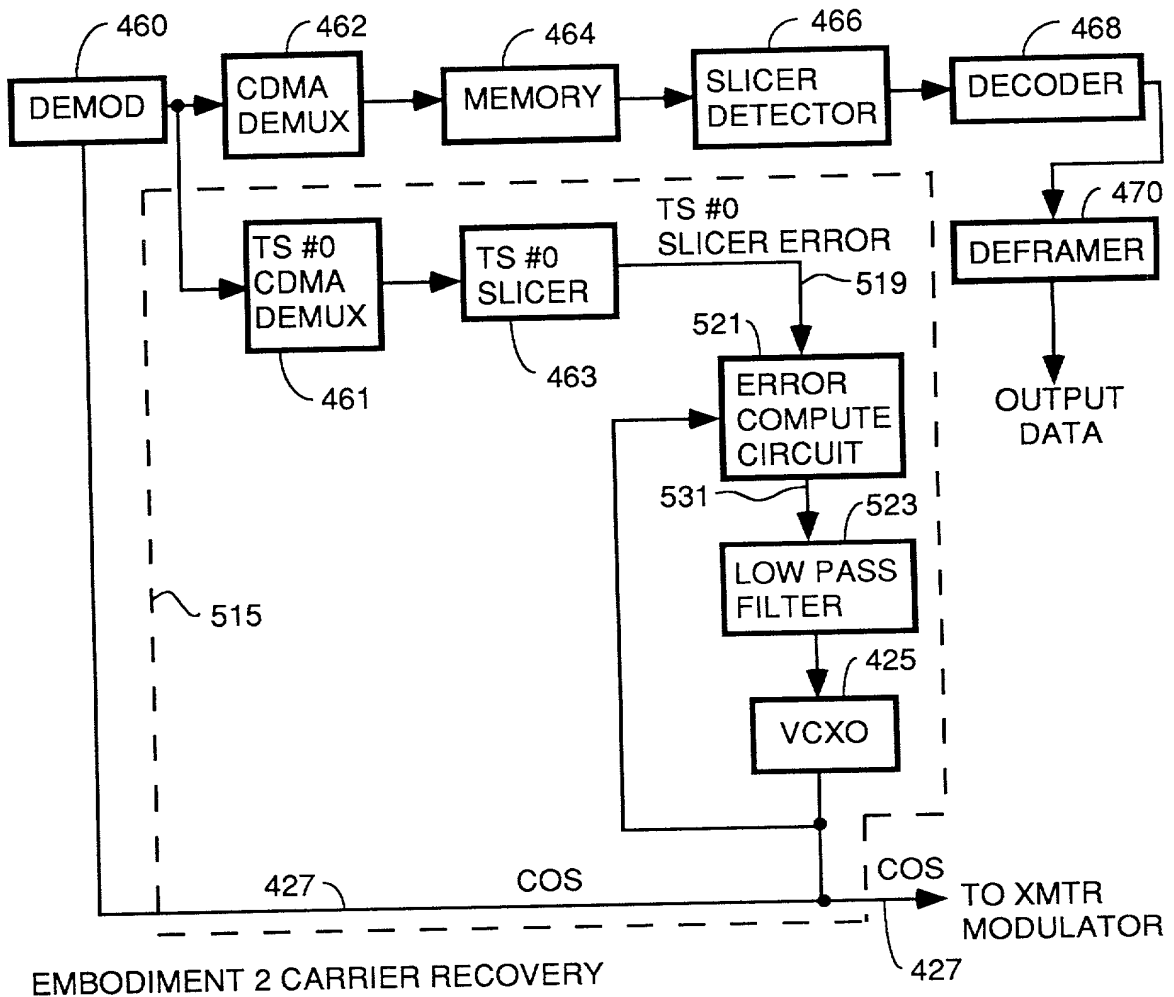 460
462
464
466
468
DEMOD
CDMA
DEMUX
MEMORY
SLICER
DETECTOR
DECODER
TS #0
SLICER ERROR
470
DEFRAMER
TS #0
CDMA
DEMUX
TS #0
SLICER
519
461
463
521
ERROR
COMPUTE
CIRCUIT
OUTPUT
DATA
531
523
LOW PASS
FILTER
515
425
VCXO
427
COS
COS
TO XMTR
MODULATOR
427
EMBODIMENT 2 CARRIER RECOVERY